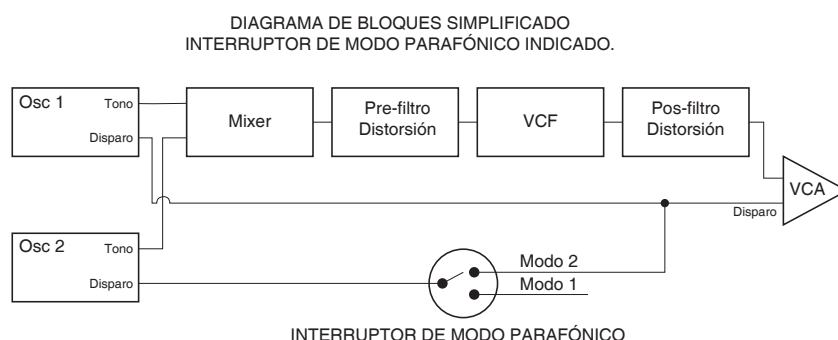 DIAGRAMA DE BLOQUES SIMPLIFICADO
INTERRUPTOR DE MODO PARAFÓNICO INDICADO.
Osc 1
Tono
Disparo
Mixer
Pre-filtro
Distorsión
VCF
Pos-filtro
Distorsión
VCA
Disparo
Osc 2
Tono
Disparo
Modo 2
Modo 1
INTERRUPTOR DE MODO PARAFÓNICO